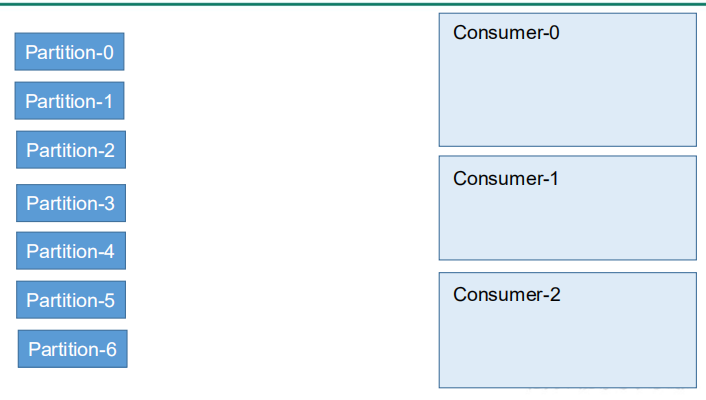 Partition-0
Partition-1
Partition-2
Partition-3
Partition-4
Partition-5
Partition-6
Consumer-0
Consumer-1
Consumer-2